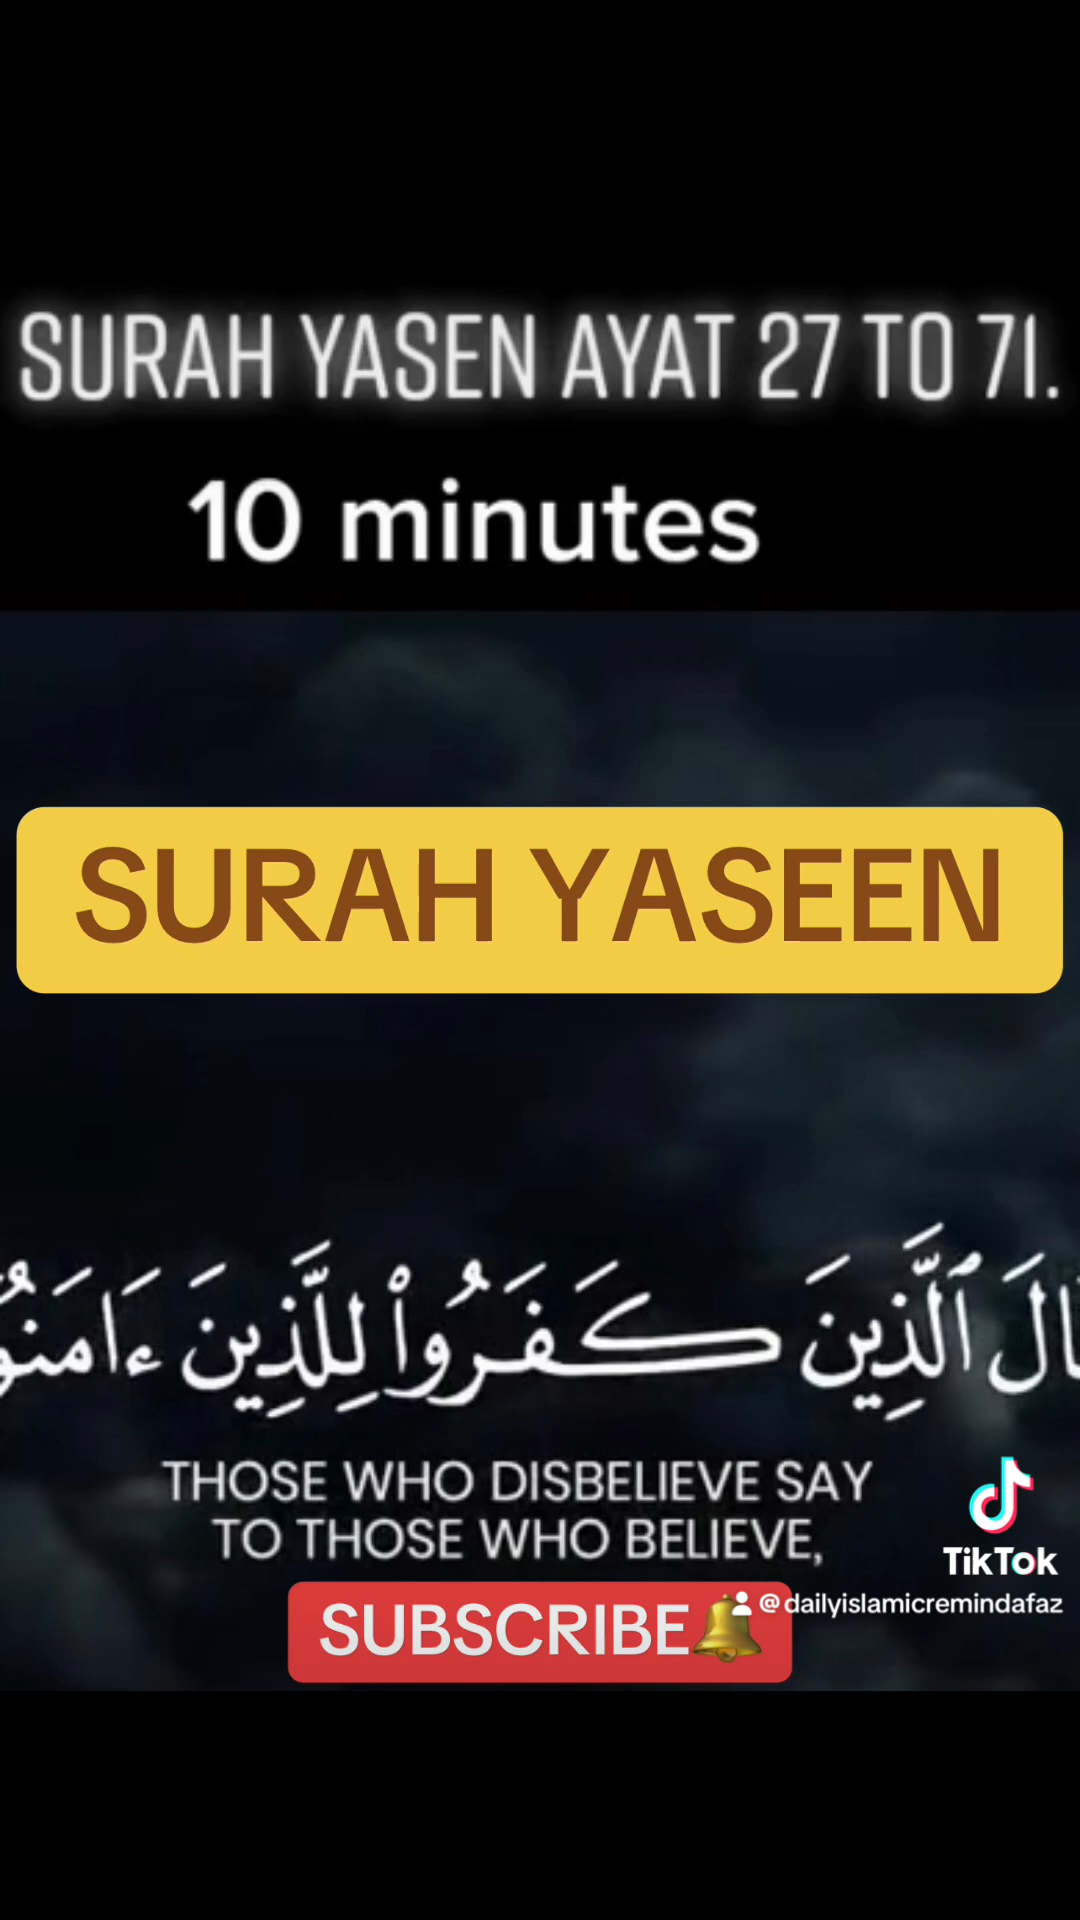 SURAH YASEN AYAT 27 TO 71.
10 minutes
SURAH YASEEN
ٱلَّذِينَ كَفَرُوا۟ لِلَّذِينَ
THOSE WHO DISBELIEVE SAY
TO THOSE WHO BELIEVE,
TikTok
@dailyislamicremindafaz
SUBSCRIBE🔔